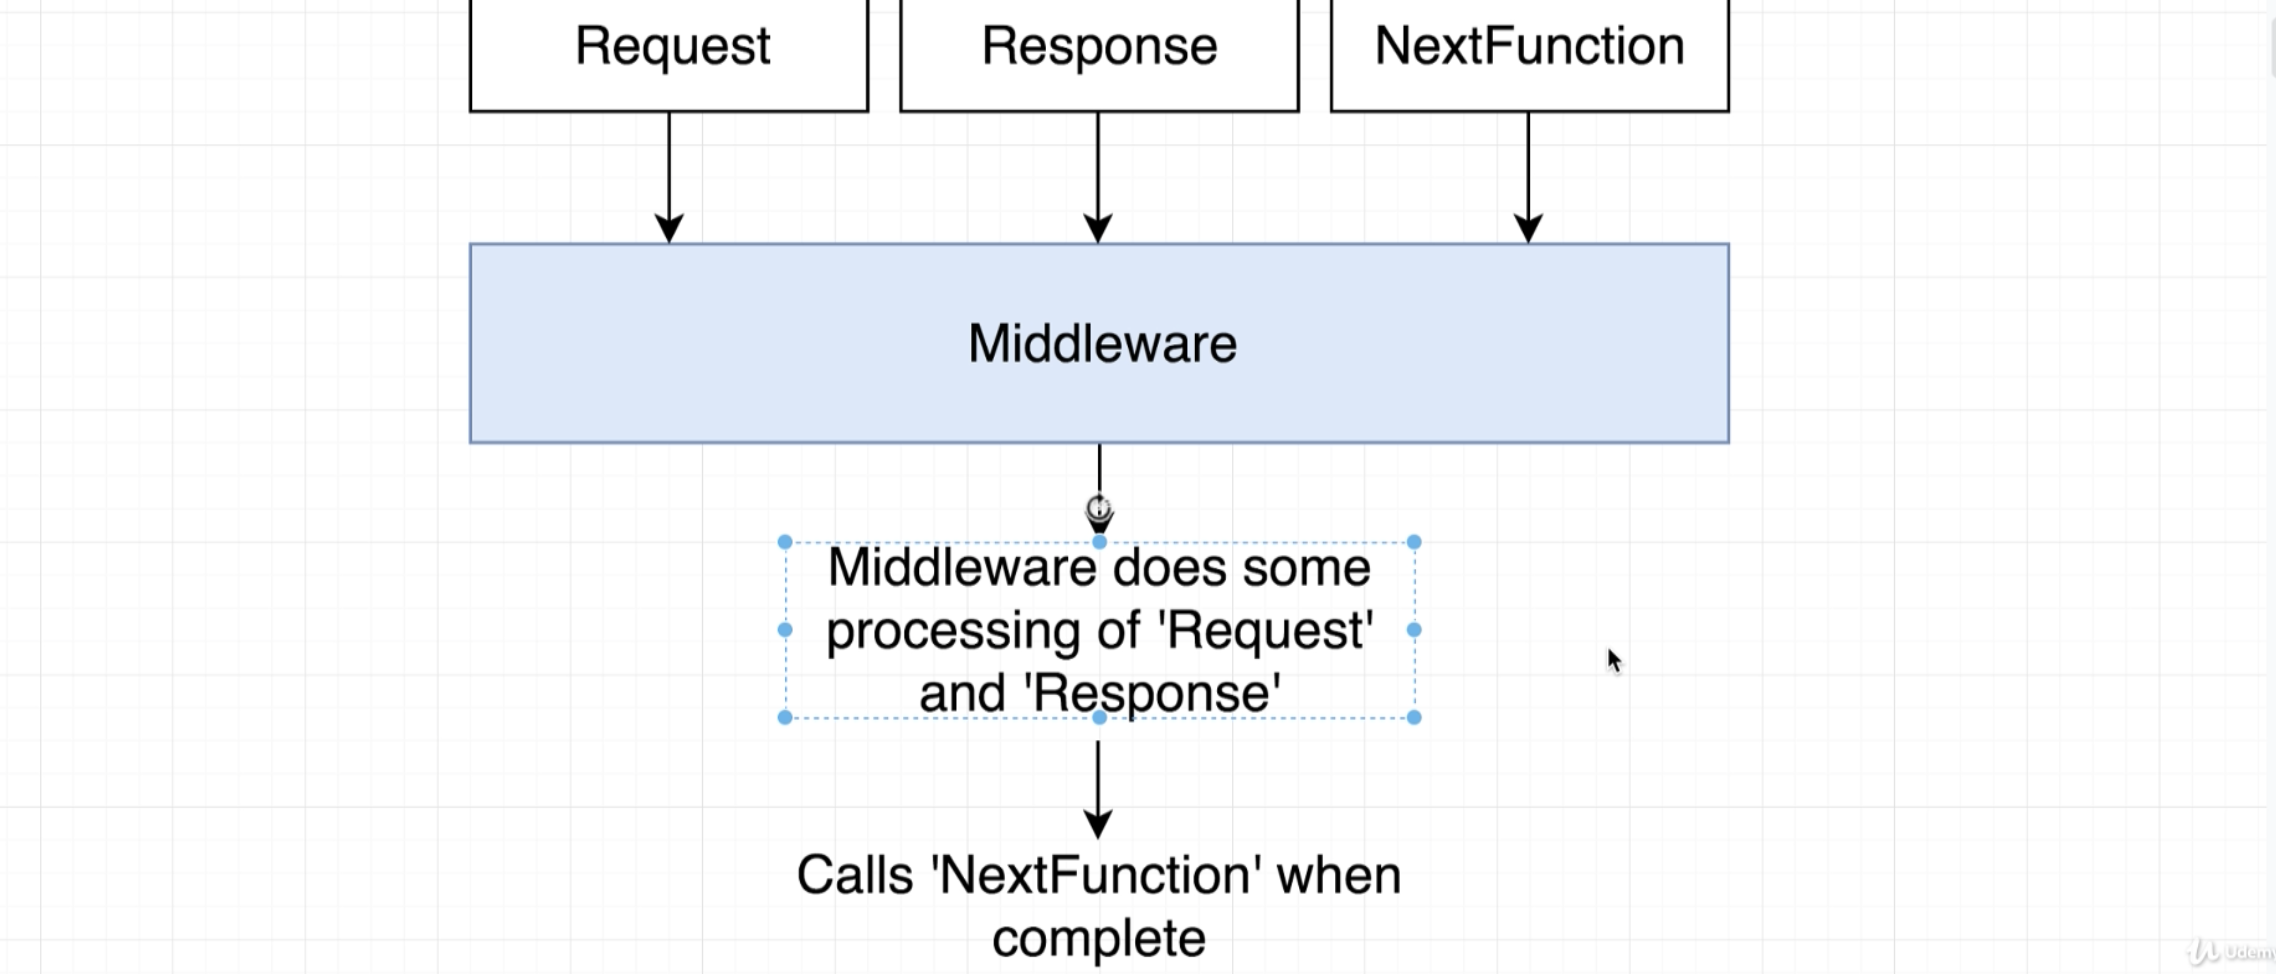 Request
Response
NextFunction
Middleware
Middleware does some
processing of 'Request'
and 'Response'
Calls 'NextFunction' when
complete
Udemy